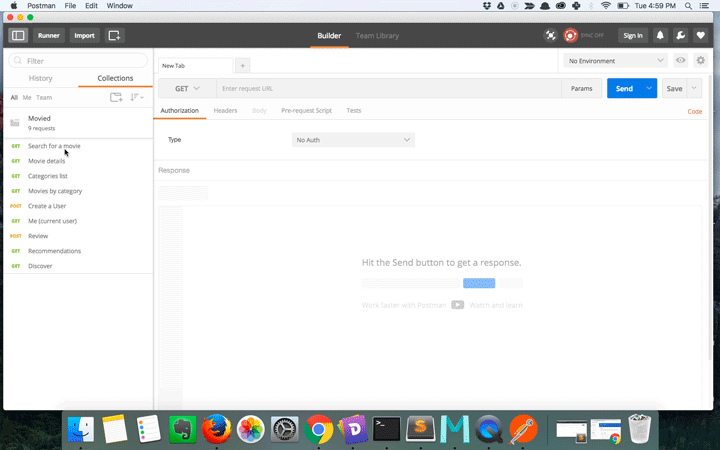 Postman File Edit Window
Tue 4:59 PM
Runner Import
Builder Team Library
SYNC OFF Sign In
Filter
History Collections
All Me Team
Movied
9 requests
GET Search for a movie
GET Movie details
GET Categories list
GET Movies by category
POST Create a User
GET Me (current user)
POST Review
GET Recommendations
GET Discover
New Tab +
No Environment
GET Enter request URL Params Send Save
Authorization Headers Body Pre-request Script Tests Code
Type No Auth
Response
Hit the Send button to get a response.
Work faster with Postman Watch and learn